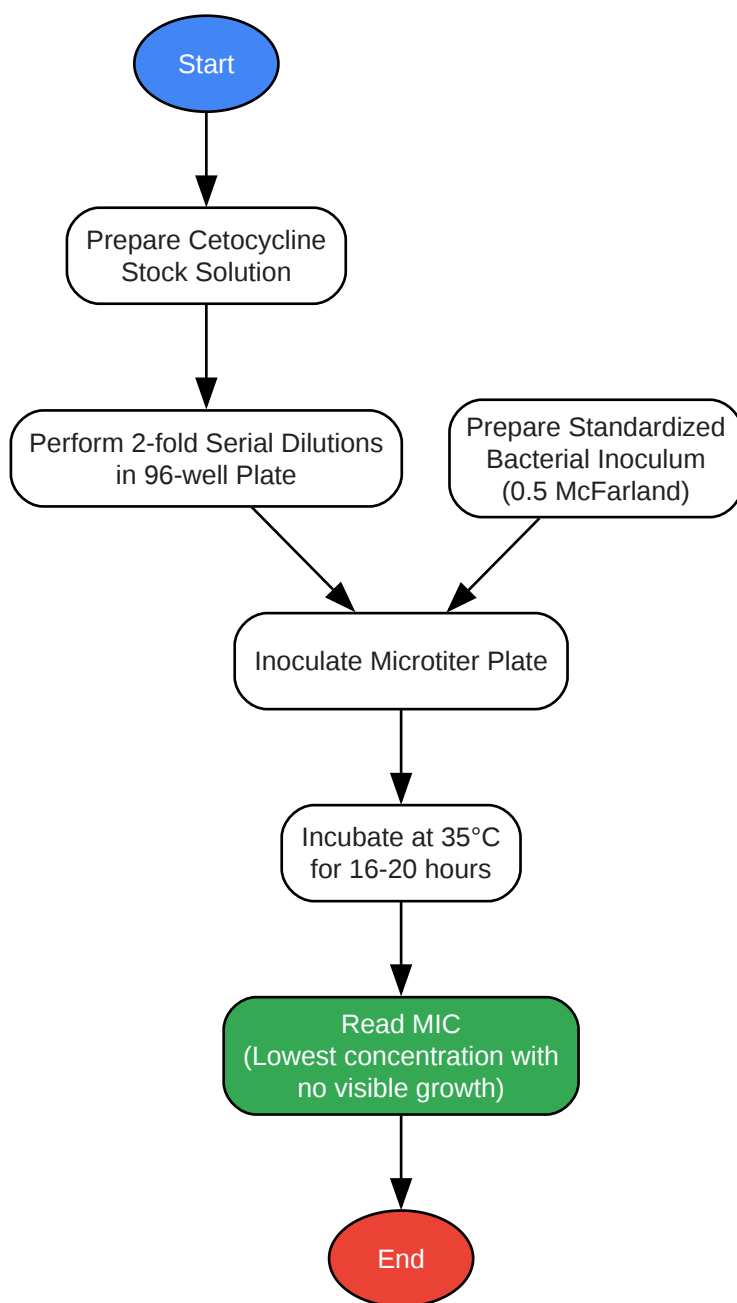 Start
Prepare Cetocycline
Stock Solution
Perform 2-fold Serial Dilutions
in 96-well Plate
Prepare Standardized
Bacterial Inoculum
(0.5 McFarland)
Inoculate Microtiter Plate
Incubate at 35°C
for 16-20 hours
Read MIC
(Lowest concentration with
no visible growth)
End